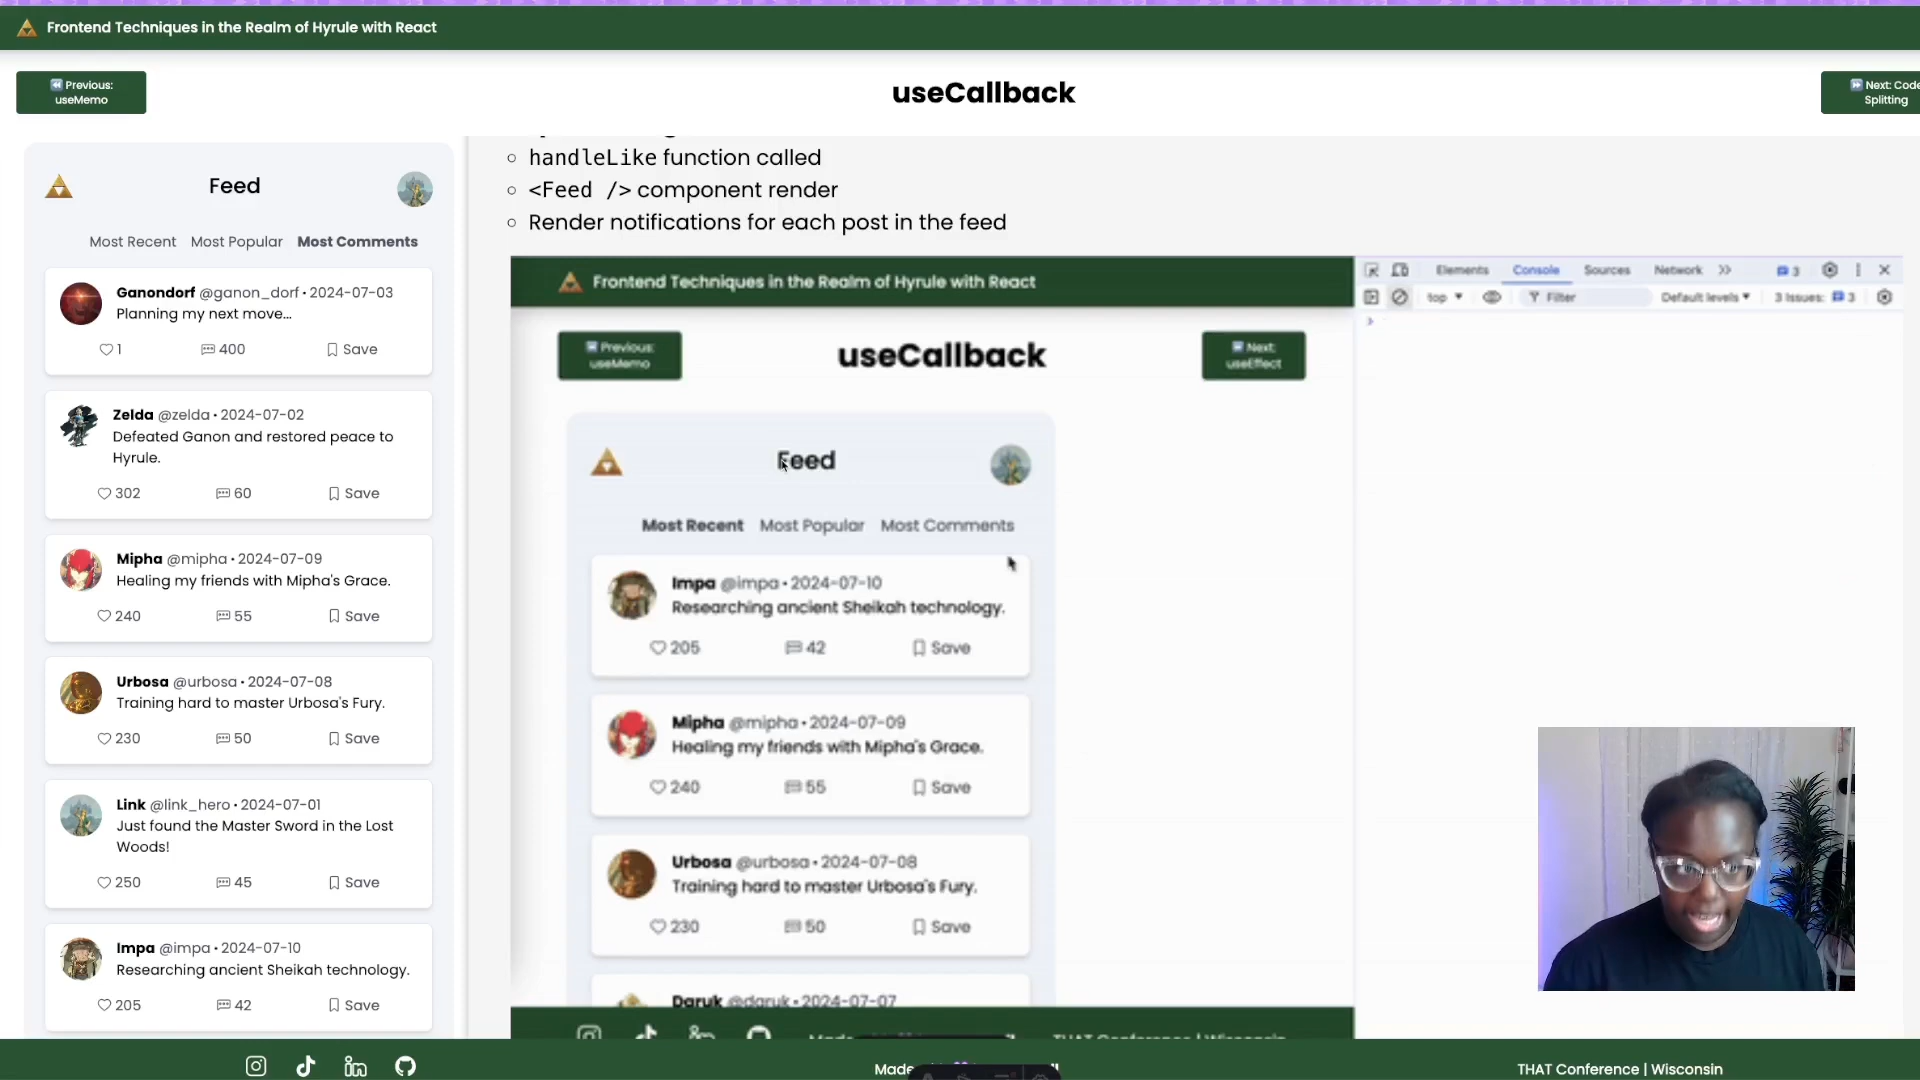 Frontend Techniques in the Realm of Hyrule with React
Previous:
useMemo
useCallback
Next: Code
Splitting
Feed
Most Recent Most Popular Most Comments
Ganondorf @ganon_dorf • 2024-07-03
Planning my next move...
1 400 Save
Zelda @zelda • 2024-07-02
Defeated Ganon and restored peace to
Hyrule.
302 60 Save
Mipha @mipha • 2024-07-09
Healing my friends with Mipha's Grace.
240 55 Save
Urbosa @urbosa • 2024-07-08
Training hard to master Urbosa's Fury.
230 50 Save
Link @link_hero • 2024-07-01
Just found the Master Sword in the Lost
Woods!
250 45 Save
Impa @impa • 2024-07-10
Researching ancient Sheikah technology.
205 42 Save
handleLike function called
<Feed /> component render
Render notifications for each post in the feed
Frontend Techniques in the Realm of Hyrule with React
Previous:
useMemo
useCallback
Next:
useEffect
Feed
Most Recent Most Popular Most Comments
Impa @impa • 2024-07-10
Researching ancient Sheikah technology.
205 42 Save
Mipha @mipha • 2024-07-09
Healing my friends with Mipha's Grace.
240 55 Save
Urbosa @urbosa • 2024-07-08
Training hard to master Urbosa's Fury.
230 50 Save
Daruk @daruk • 2024-07-07
THAT Conference | Wisconsin
Elements Console Sources Network 3
top Filter Default levels 3 Issues: 3
Made
THAT Conference | Wisconsin